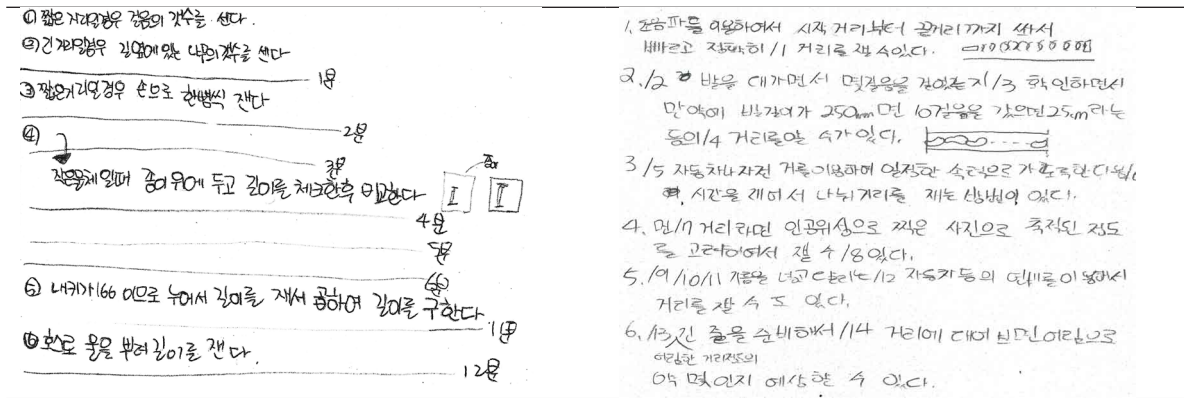 ① 짧은거리일경우 걸음의 갯수를 센다.
② 긴거리일경우 길옆에 있는 나무의 갯수를 센다
1분
③ 짧은거리일경우 손으로 한뼘씩 잰다
2분
④
3분
작은물체일때 종이위에 두고 길이를 체크한후 비교한다
종이
4분
5분
6분
⑤ 내키가 166 이므로 누어서 길이를 재서 곱하여 길이를 구한다
11분
⑥ 호스로 물을 뿌려 길이를 잰다.
12분
1. 초음파를 이용하여서 시작 거리부터 끝거리까지 쏴서
빠르고 정확히/1 거리를 잴 수있다.
2. /2 발을 대가면서 몇걸음을 걸었는지/3 확인하면서
만약에 발길이가 250mm면 10걸음을 갔으면 25m라는
등의/4 거리를알 수가 있다.
3 /5 자동차나 자전거를 이용하여 일정한 속력으로
시간을 재어서 나눠거리를 재는 방법이 있다.
4. 먼/7 거리라면 인공위성으로 찍은 사진으로 축적된 정도
를 고려하여서 잴 수/8있다.
5. /9 /10 /11 /12 자동차 등의 이용해서
거리를 잴 수 도 있다.
6. /13 긴 줄을 준비해서/14 거리에 대어 보면 어림으로
어림한 거리정도의
약 몇인지 예상할 수 있다.